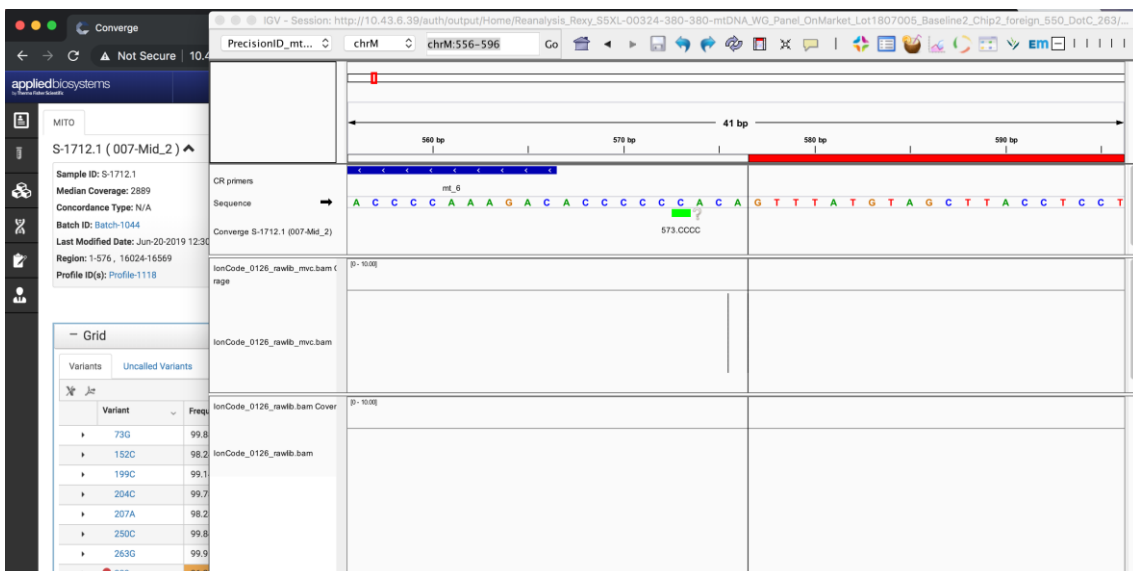 Converge
IGV - Session: http://10.43.6.39/auth/output/Home/Reanalysis_Rexy_S5XL-00324-380-380-mtDNA_WG_Panel_OnMarket_Lot1807005_Baseline2_Chip2_foreign_550_DotC_263/...
Not Secure | 10.4
PrecisionID_mt... chrM chrM:556-596 Go
appliedbiosystems
MITO
S-1712.1 ( 007-Mid_2 )
Sample ID: S-1712.1
Median Coverage: 2889
Concordance Type: N/A
Batch ID: Batch-1044
Last Modified Date: Jun-20-2019 12:30
Region: 1-576 , 16024-16569
Profile ID(s): Profile-1118
Grid
Variants Uncalled Variants
Variant Frequ
73G 99.8
152C 98.2
199C 99.1
204C 99.7
207A 98.2
250C 99.8
263G 99.9
41 bp
560 bp 570 bp 580 bp 590 bp
CR primers
mt_6
Sequence A C C C C A A A G A C A C C C C C C A C A G T T T A T G T A G C T T A C C T C C T
Converge S-1712.1 (007-Mid_2) ?
573.CCCC
IonCode_0126_rawlib_mvc.bam C
rage
[0 - 10.00]
IonCode_0126_rawlib_mvc.bam
IonCode_0126_rawlib.bam Cover
[0 - 10.00]
IonCode_0126_rawlib.bam